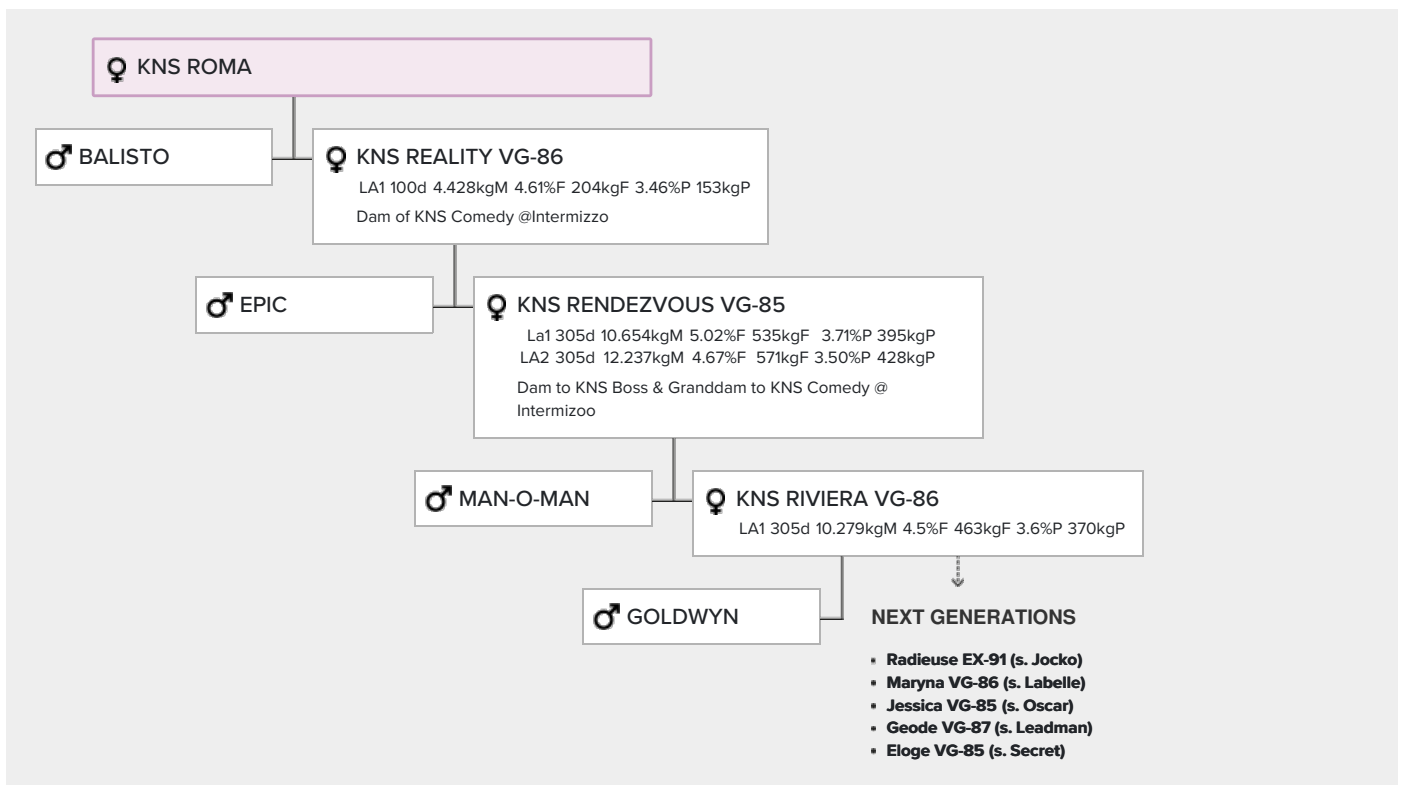 KNS ROMA
BALISTO
KNS REALITY VG-86
LA1 100d 4.428kgM 4.61%F 204kgF 3.46%P 153kgP
Dam of KNS Comedy @Intermizzo
EPIC
KNS RENDEZVOUS VG-85
La1 305d 10.654kgM 5.02%F 535kgF 3.71%P 395kgP
LA2 305d 12.237kgM 4.67%F 571kgF 3.50%P 428kgP
Dam to KNS Boss & Granddam to KNS Comedy @
Intermizoo
MAN-O-MAN
KNS RIVIERA VG-86
LA1 305d 10.279kgM 4.5%F 463kgF 3.6%P 370kgP
GOLDWYN
NEXT GENERATIONS
• Radieuse EX-91 (s. Jocko)
• Maryna VG-86 (s. Labelle)
• Jessica VG-85 (s. Oscar)
• Geode VG-87 (s. Leadman)
• Eloge VG-85 (s. Secret)